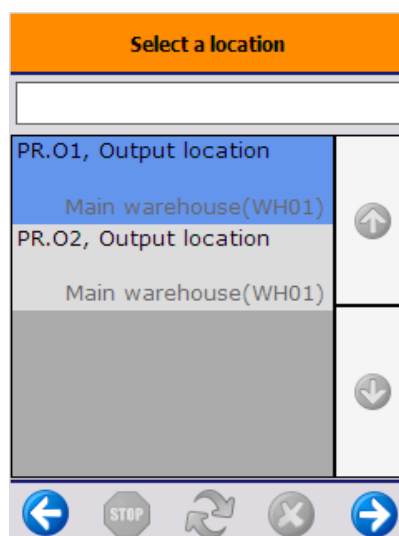 Select a location
PR.O1, Output location
Main warehouse(WH01)
PR.O2, Output location
Main warehouse(WH01)
STOP